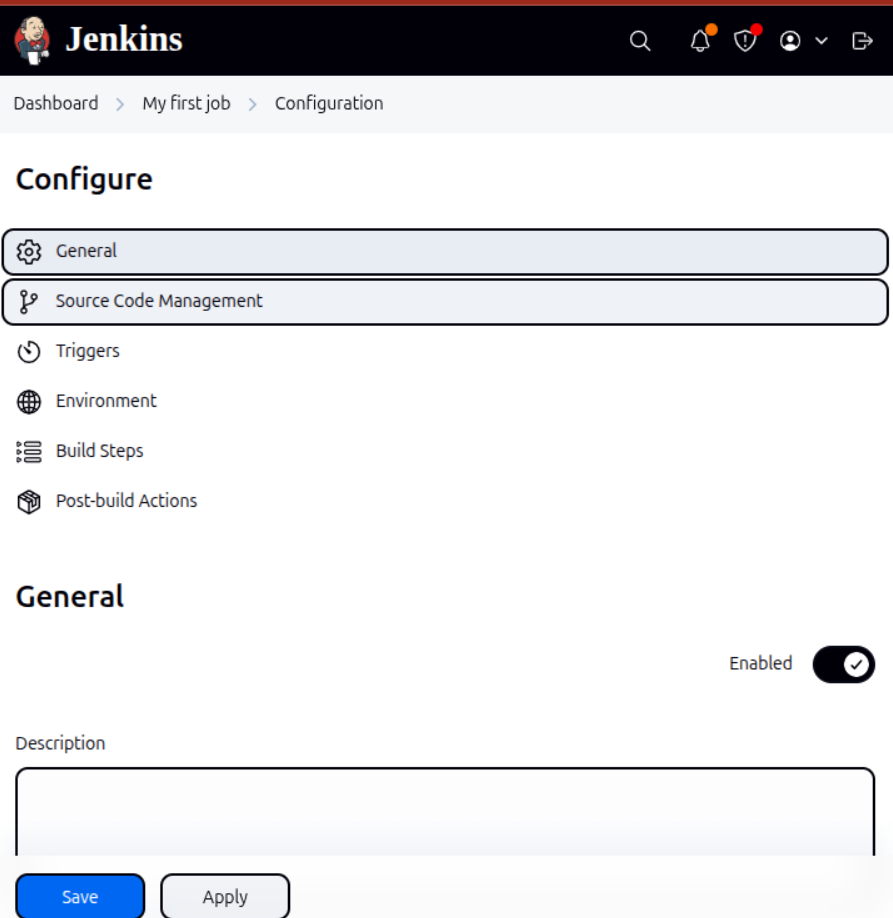 Jenkins
Dashboard > My first job > Configuration
Configure
General
Source Code Management
Triggers
Environment
Build Steps
Post-build Actions
General
Enabled
Description
Save Apply